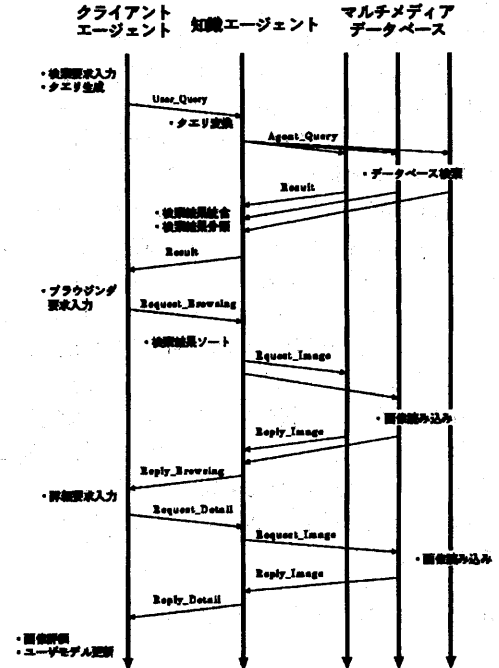 クライアント
エージェント
知識エージェント
マルチメディア
データベース
・検索要求入力
・クエリ生成
User_Query
・クエリ変換
Agent_Query
・データベース検索
Result
・検索結果統合
・検索結果分類
Result
・ブラウジング
要求入力
Request_Browsing
・検索結果ソート
Rquest_Image
・画像読み込み
Reply_Image
Reply_Browsing
・詳細要求入力
Request_Detail
Request_Image
・画像読み込み
Reply_Image
Reply_Detail
・画像評価
・ユーザモデル更新